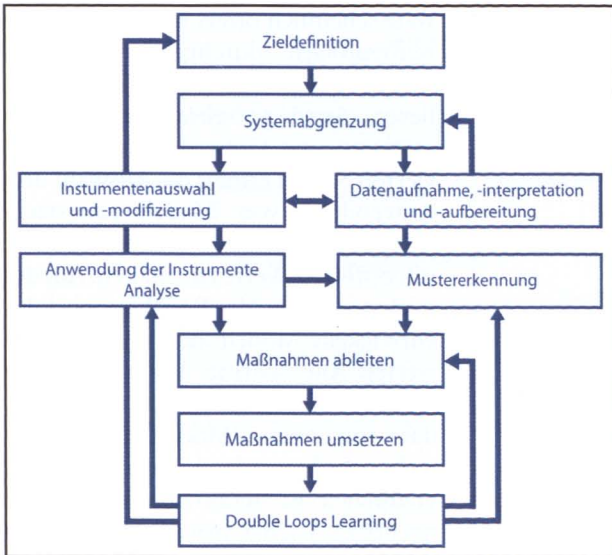 Zieldefinition
Systemabgrenzung
Instumentenauswahl
und -modifizierung
Datenaufnahme, -interpretation
und -aufbereitung
Anwendung der Instrumente
Analyse
Mustererkennung
Maßnahmen ableiten
Maßnahmen umsetzen
Double Loops Learning